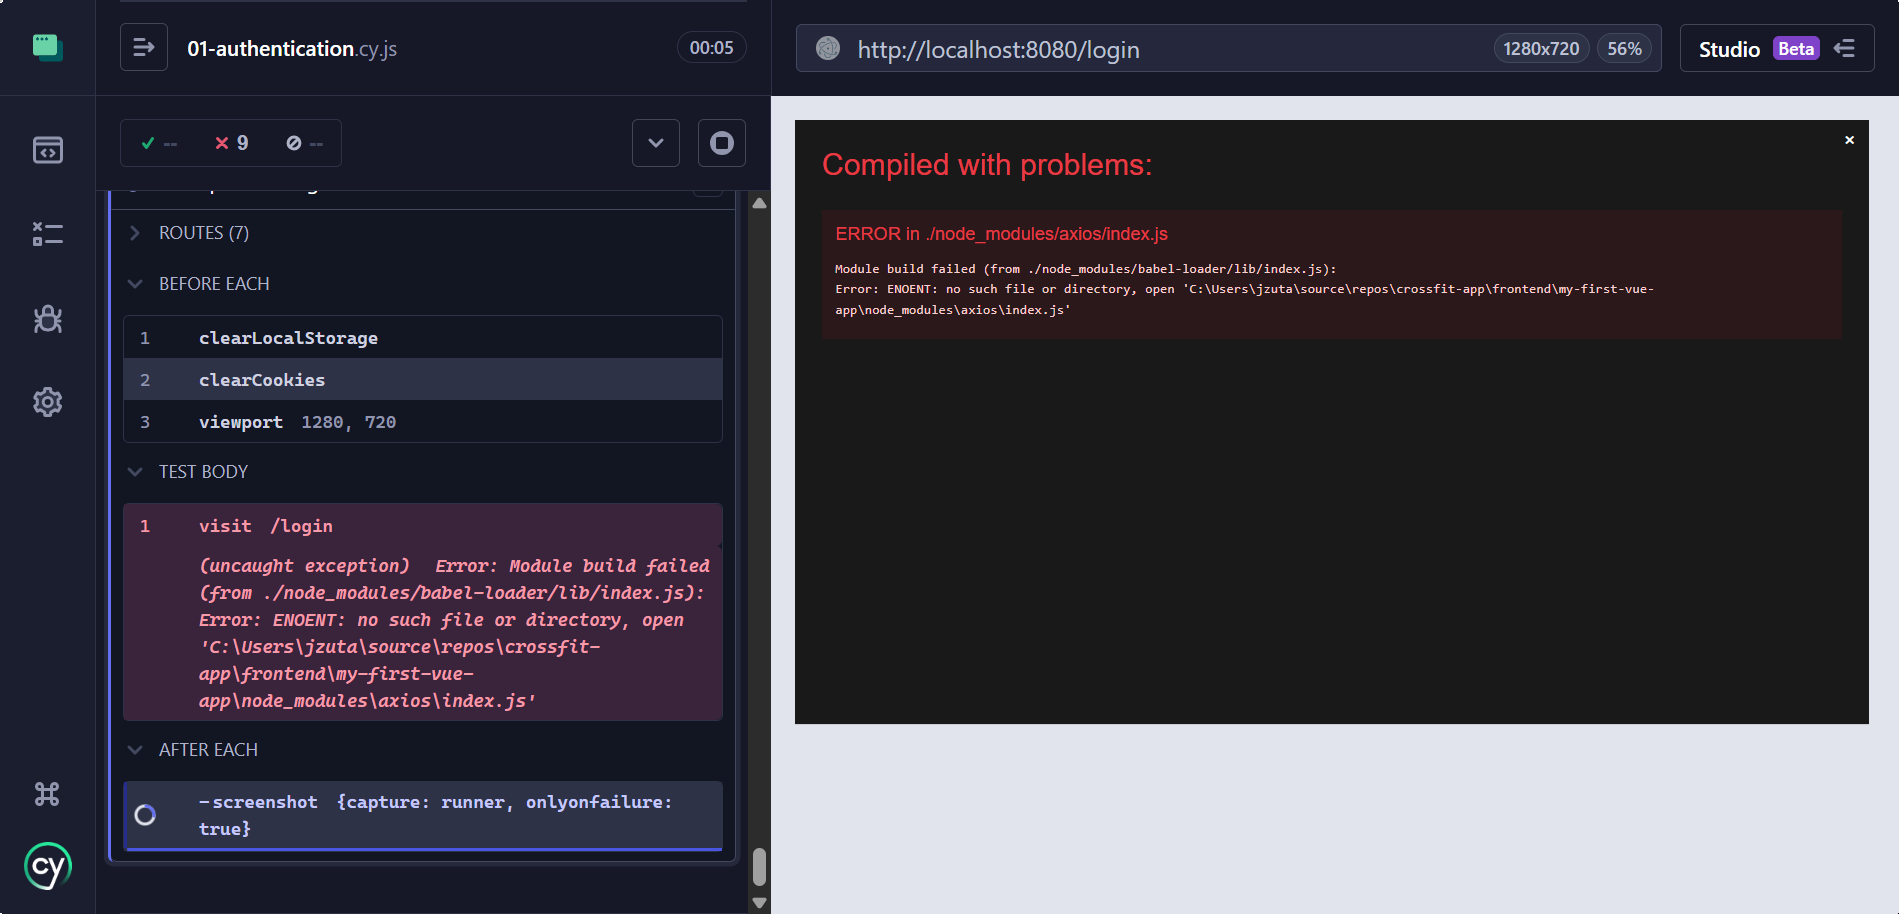 01-authentication.cy.js
00:05
--
9
--
ROUTES (7)
BEFORE EACH
1 clearLocalStorage
2 clearCookies
3 viewport 1280, 720
TEST BODY
1 visit /login
(uncaught exception) Error: Module build failed
(from ./node_modules/babel-loader/lib/index.js):
Error: ENOENT: no such file or directory, open
'C:\Users\jzuta\source\repos\crossfit-
app\frontend\my-first-vue-
app\node_modules\axios\index.js'
AFTER EACH
-screenshot {capture: runner, onlyonfailure:
true}
cy
http://localhost:8080/login
1280x720
56%
Studio Beta
Compiled with problems:
×
ERROR in ./node_modules/axios/index.js
Module build failed (from ./node_modules/babel-loader/lib/index.js):
Error: ENOENT: no such file or directory, open 'C:\Users\jzuta\source\repos\crossfit-app\frontend\my-first-vue-
app\node_modules\axios\index.js'